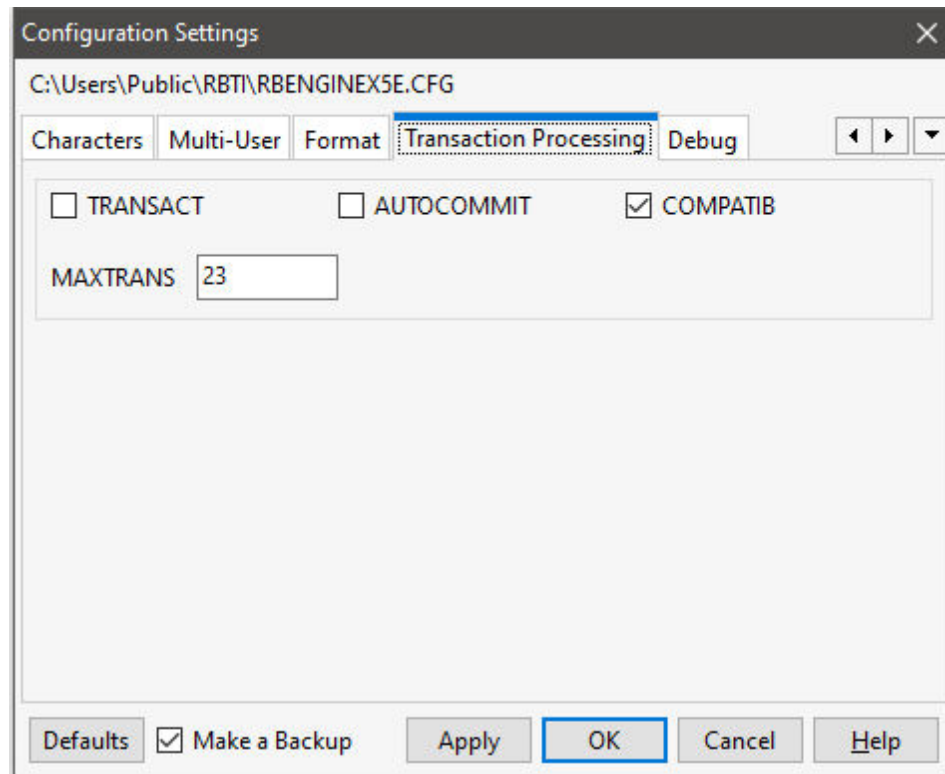 Configuration Settings
C:\Users\Public\RBTI\RBENGINEX5E.CFG
Characters Multi-User Format Transaction Processing Debug
TRANSACT AUTOCOMMIT COMPATIB
MAXTRANS 23
Defaults Make a Backup Apply OK Cancel Help